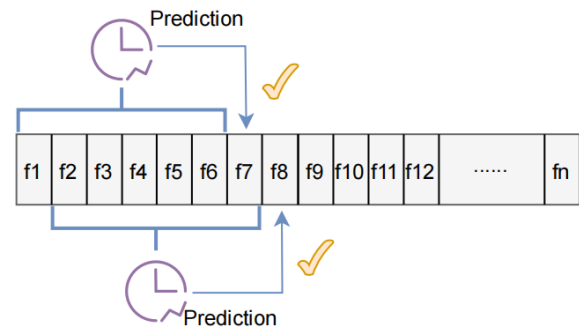 Prediction
f1 f2 f3 f4 f5 f6 f7 f8 f9 f10 f11 f12 ...... fn
Prediction